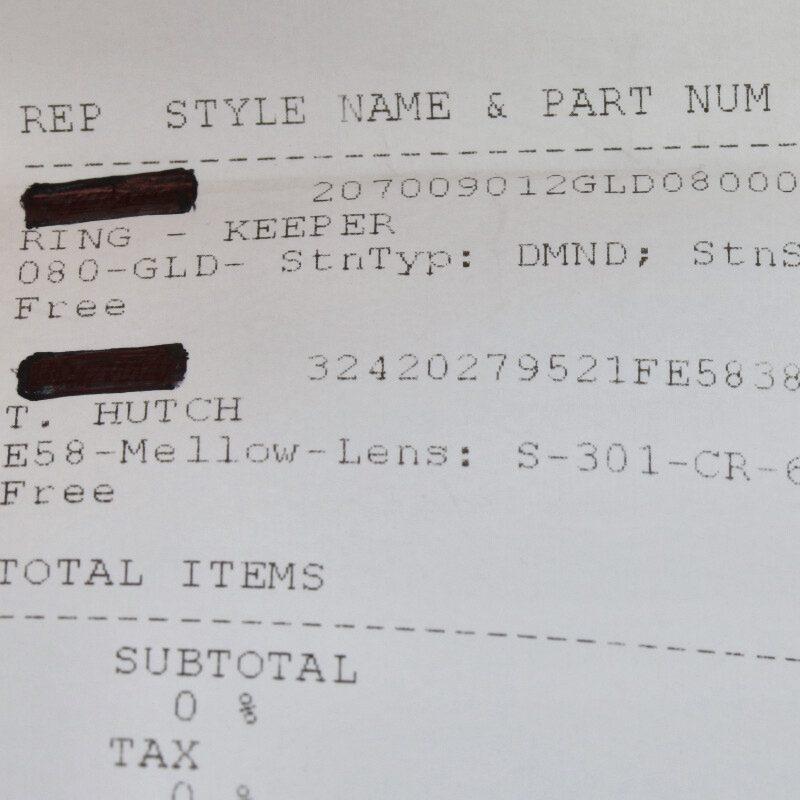 REP STYLE NAME & PART NUM
207009012GLD08000
RING - KEEPER
080-GLD- StnTyp: DMND; StnS
Free
32420279521FE5838
T. HUTCH
E58-Mellow-Lens: S-301-CR-6
Free
TOTAL ITEMS
SUBTOTAL
0 %
TAX
0 %